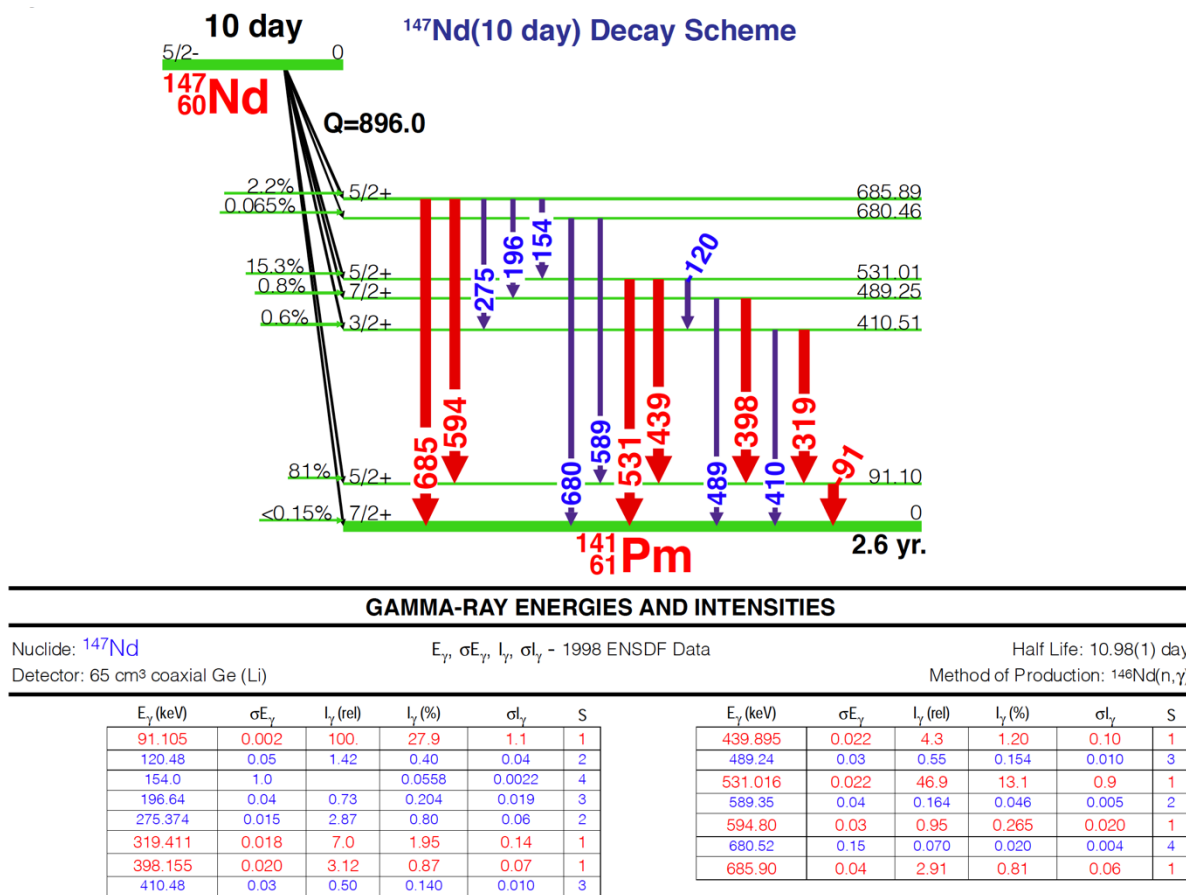 10 day
¹⁴⁷Nd(10 day) Decay Scheme
5/2- 0
¹⁴⁷₆₀Nd
Q=896.0
2.2% 5/2+ 685.89
0.065% 680.46
15.3% 5/2+ 531.01
0.8% 7/2+ 489.25
0.6% 3/2+ 410.51
275 196 154 120
685 594 680 589 531 439 489 398 410 319 91
81% 5/2+ 91.10
<0.15% 7/2+ 0
¹⁴¹₆₁Pm
2.6 yr.
GAMMA-RAY ENERGIES AND INTENSITIES
Nuclide: ¹⁴⁷Nd Eγ, σEγ, Iγ, σIγ - 1998 ENSDF Data Half Life: 10.98(1) day
Detector: 65 cm³ coaxial Ge (Li) Method of Production: ¹⁴⁶Nd(n,γ)
Eγ (keV) σEγ Iγ (rel) Iγ (%) σIγ S
91.105 0.002 100. 27.9 1.1 1
120.48 0.05 1.42 0.40 0.04 2
154.0 1.0 0.0558 0.0022 4
196.64 0.04 0.73 0.204 0.019 3
275.374 0.015 2.87 0.80 0.06 2
319.411 0.018 7.0 1.95 0.14 1
398.155 0.020 3.12 0.87 0.07 1
410.48 0.03 0.50 0.140 0.010 3
Eγ (keV) σEγ Iγ (rel) Iγ (%) σIγ S
439.895 0.022 4.3 1.20 0.10 1
489.24 0.03 0.55 0.154 0.010 3
531.016 0.022 46.9 13.1 0.9 1
589.35 0.04 0.164 0.046 0.005 2
594.80 0.03 0.95 0.265 0.020 1
680.52 0.15 0.070 0.020 0.004 4
685.90 0.04 2.91 0.81 0.06 1